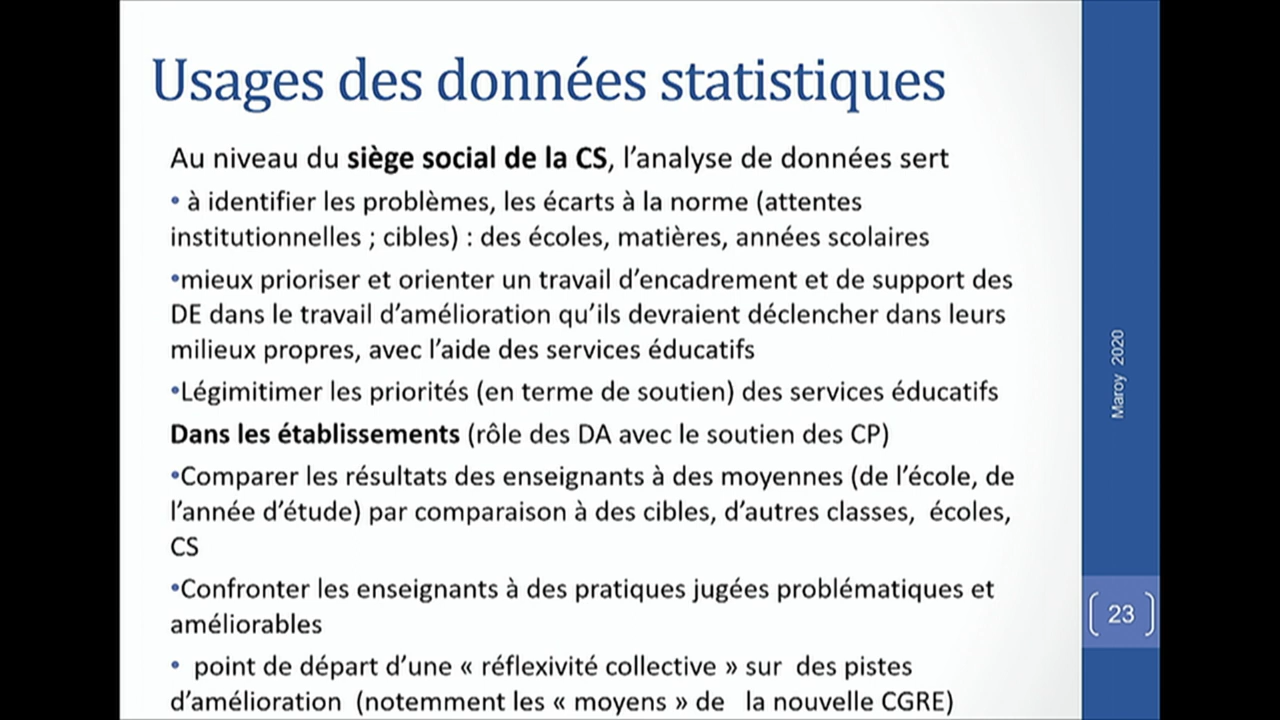 Usages des données statistiques
Au niveau du siège social de la CS, l’analyse de données sert
• à identifier les problèmes, les écarts à la norme (attentes
institutionnelles ; cibles) : des écoles, matières, années scolaires
•mieux prioriser et orienter un travail d’encadrement et de support des
DE dans le travail d’amélioration qu’ils devraient déclencher dans leurs
milieux propres, avec l’aide des services éducatifs
•Légimitimer les priorités (en terme de soutien) des services éducatifs
Dans les établissements (rôle des DA avec le soutien des CP)
•Comparer les résultats des enseignants à des moyennes (de l’école, de
l’année d’étude) par comparaison à des cibles, d’autres classes, écoles,
CS
•Confronter les enseignants à des pratiques jugées problématiques et
améliorables
• point de départ d’une « réflexivité collective » sur des pistes
d’amélioration (notemment les « moyens » de la nouvelle CGRE)
Maroy 2020
23